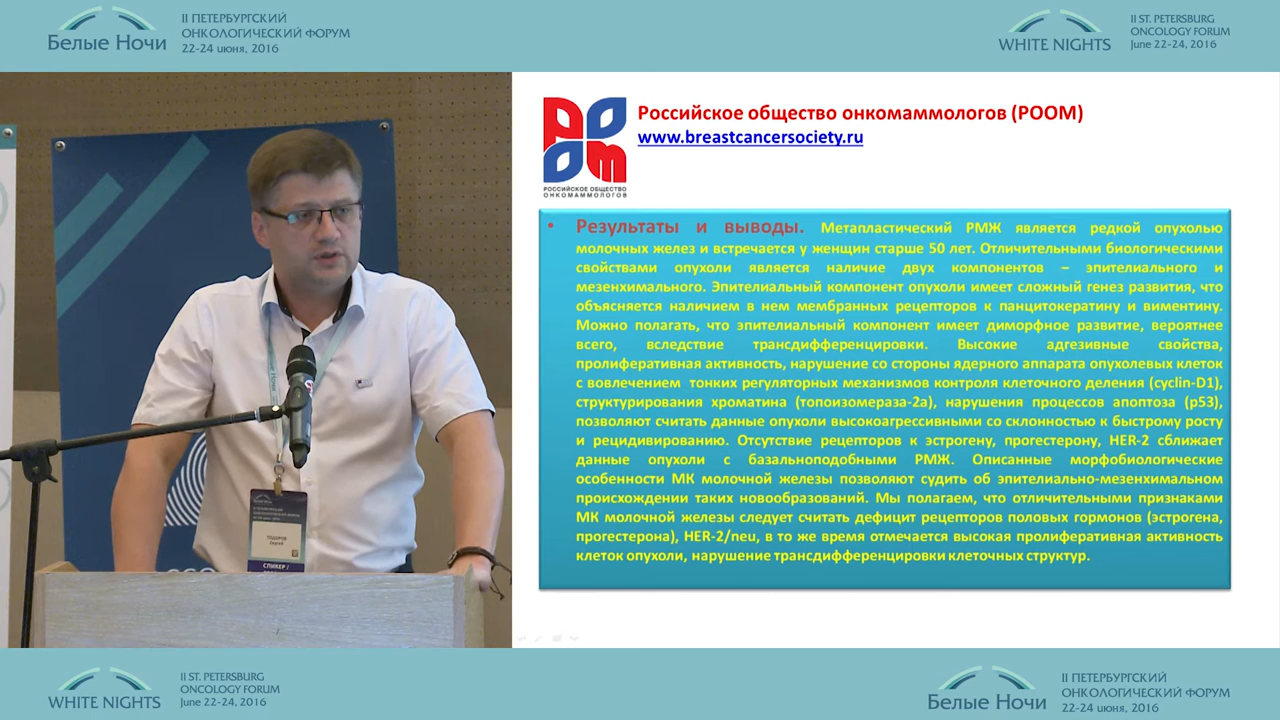 II ПЕТЕРБУРГСКИЙ
ОНКОЛОГИЧЕСКИЙ ФОРУМ
Белые Ночи
22-24 июня, 2016
II ST. PETERSBURG
ONCOLOGY FORUM
WHITE NIGHTS
June 22-24, 2016
Российское общество онкомаммологов (РООМ)
www.breastcancersociety.ru
РООМ
РОССИЙСКОЕ ОБЩЕСТВО
ОНКОМАММОЛОГОВ
• Результаты и выводы. Метапластический РМЖ является редкой опухолью
молочных желез и встречается у женщин старше 50 лет. Отличительными биологическими
свойствами опухоли является наличие двух компонентов – эпителиального и
мезенхимального. Эпителиальный компонент опухоли имеет сложный генез развития, что
объясняется наличием в нем мембранных рецепторов к панцитокератину и виментину.
Можно полагать, что эпителиальный компонент имеет диморфное развитие, вероятнее
всего, вследствие трансдифференцировки. Высокие адгезивные свойства,
пролиферативная активность, нарушение со стороны ядерного аппарата опухолевых клеток
с вовлечением тонких регуляторных механизмов контроля клеточного деления (cyclin-D1),
структурирования хроматина (топоизомераза-2а), нарушения процессов апоптоза (p53),
позволяют считать данные опухоли высокоагрессивными со склонностью к быстрому росту
и рецидивированию. Отсутствие рецепторов к эстрогену, прогестерону, HER-2 сближает
данные опухоли с базальноподобными РМЖ. Описанные морфобиологические
особенности МК молочной железы позволяют судить об эпителиально-мезенхимальном
происхождении таких новообразований. Мы полагаем, что отличительными признаками
МК молочной железы следует считать дефицит рецепторов половых гормонов (эстрогена,
прогестерона), HER-2/neu, в то же время отмечается высокая пролиферативная активность
клеток опухоли, нарушение трансдифференцировки клеточных структур.
Белые Ночи
ТОДОРОВ
Сергей
СПИКЕР /
II ST. PETERSBURG
ONCOLOGY FORUM
WHITE NIGHTS
June 22-24, 2016
II ПЕТЕРБУРГСКИЙ
ОНКОЛОГИЧЕСКИЙ ФОРУМ
Белые Ночи
22-24 июня, 2016